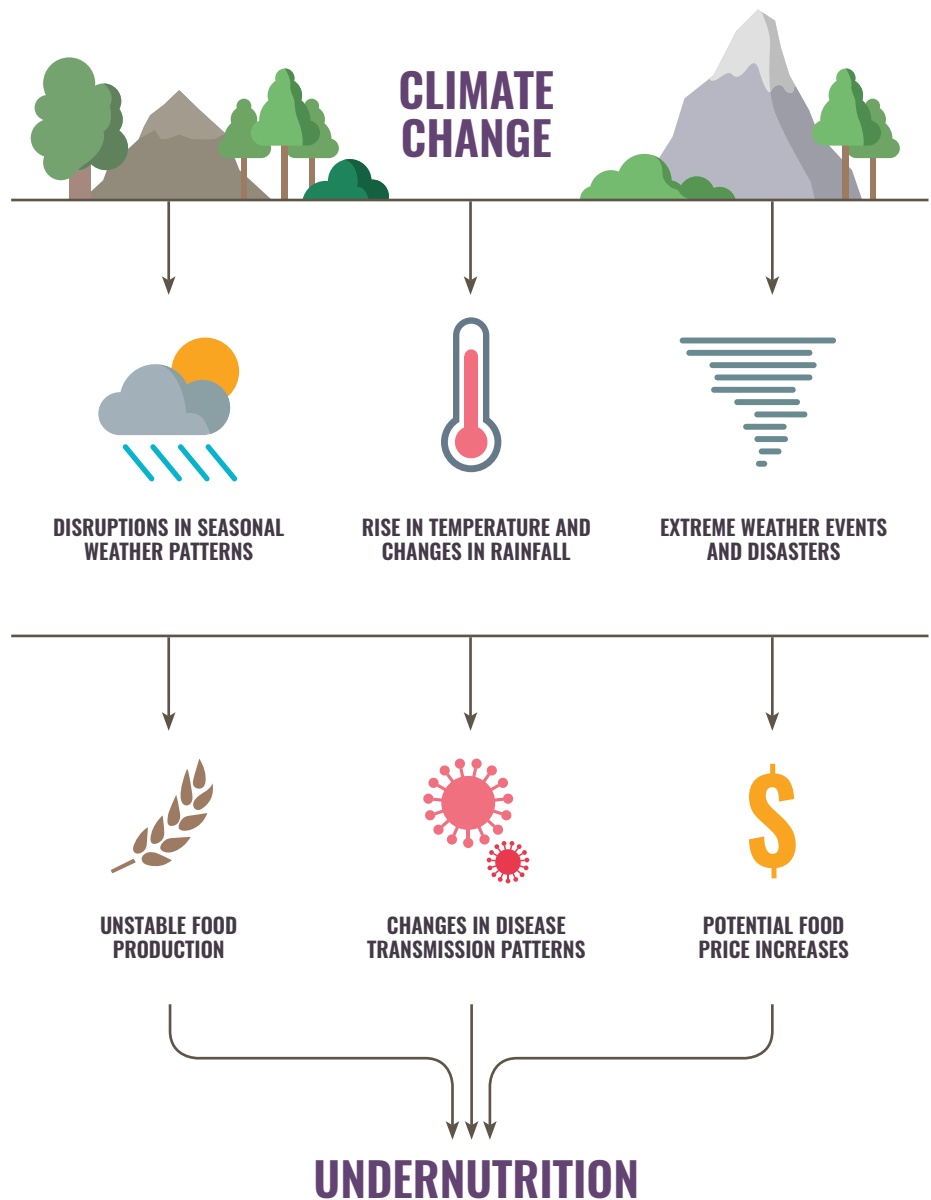 CLIMATE
CHANGE
DISRUPTIONS IN SEASONAL
WEATHER PATTERNS
RISE IN TEMPERATURE AND
CHANGES IN RAINFALL
EXTREME WEATHER EVENTS
AND DISASTERS
UNSTABLE FOOD
PRODUCTION
CHANGES IN DISEASE
TRANSMISSION PATTERNS
$
POTENTIAL FOOD
PRICE INCREASES
UNDERNUTRITION